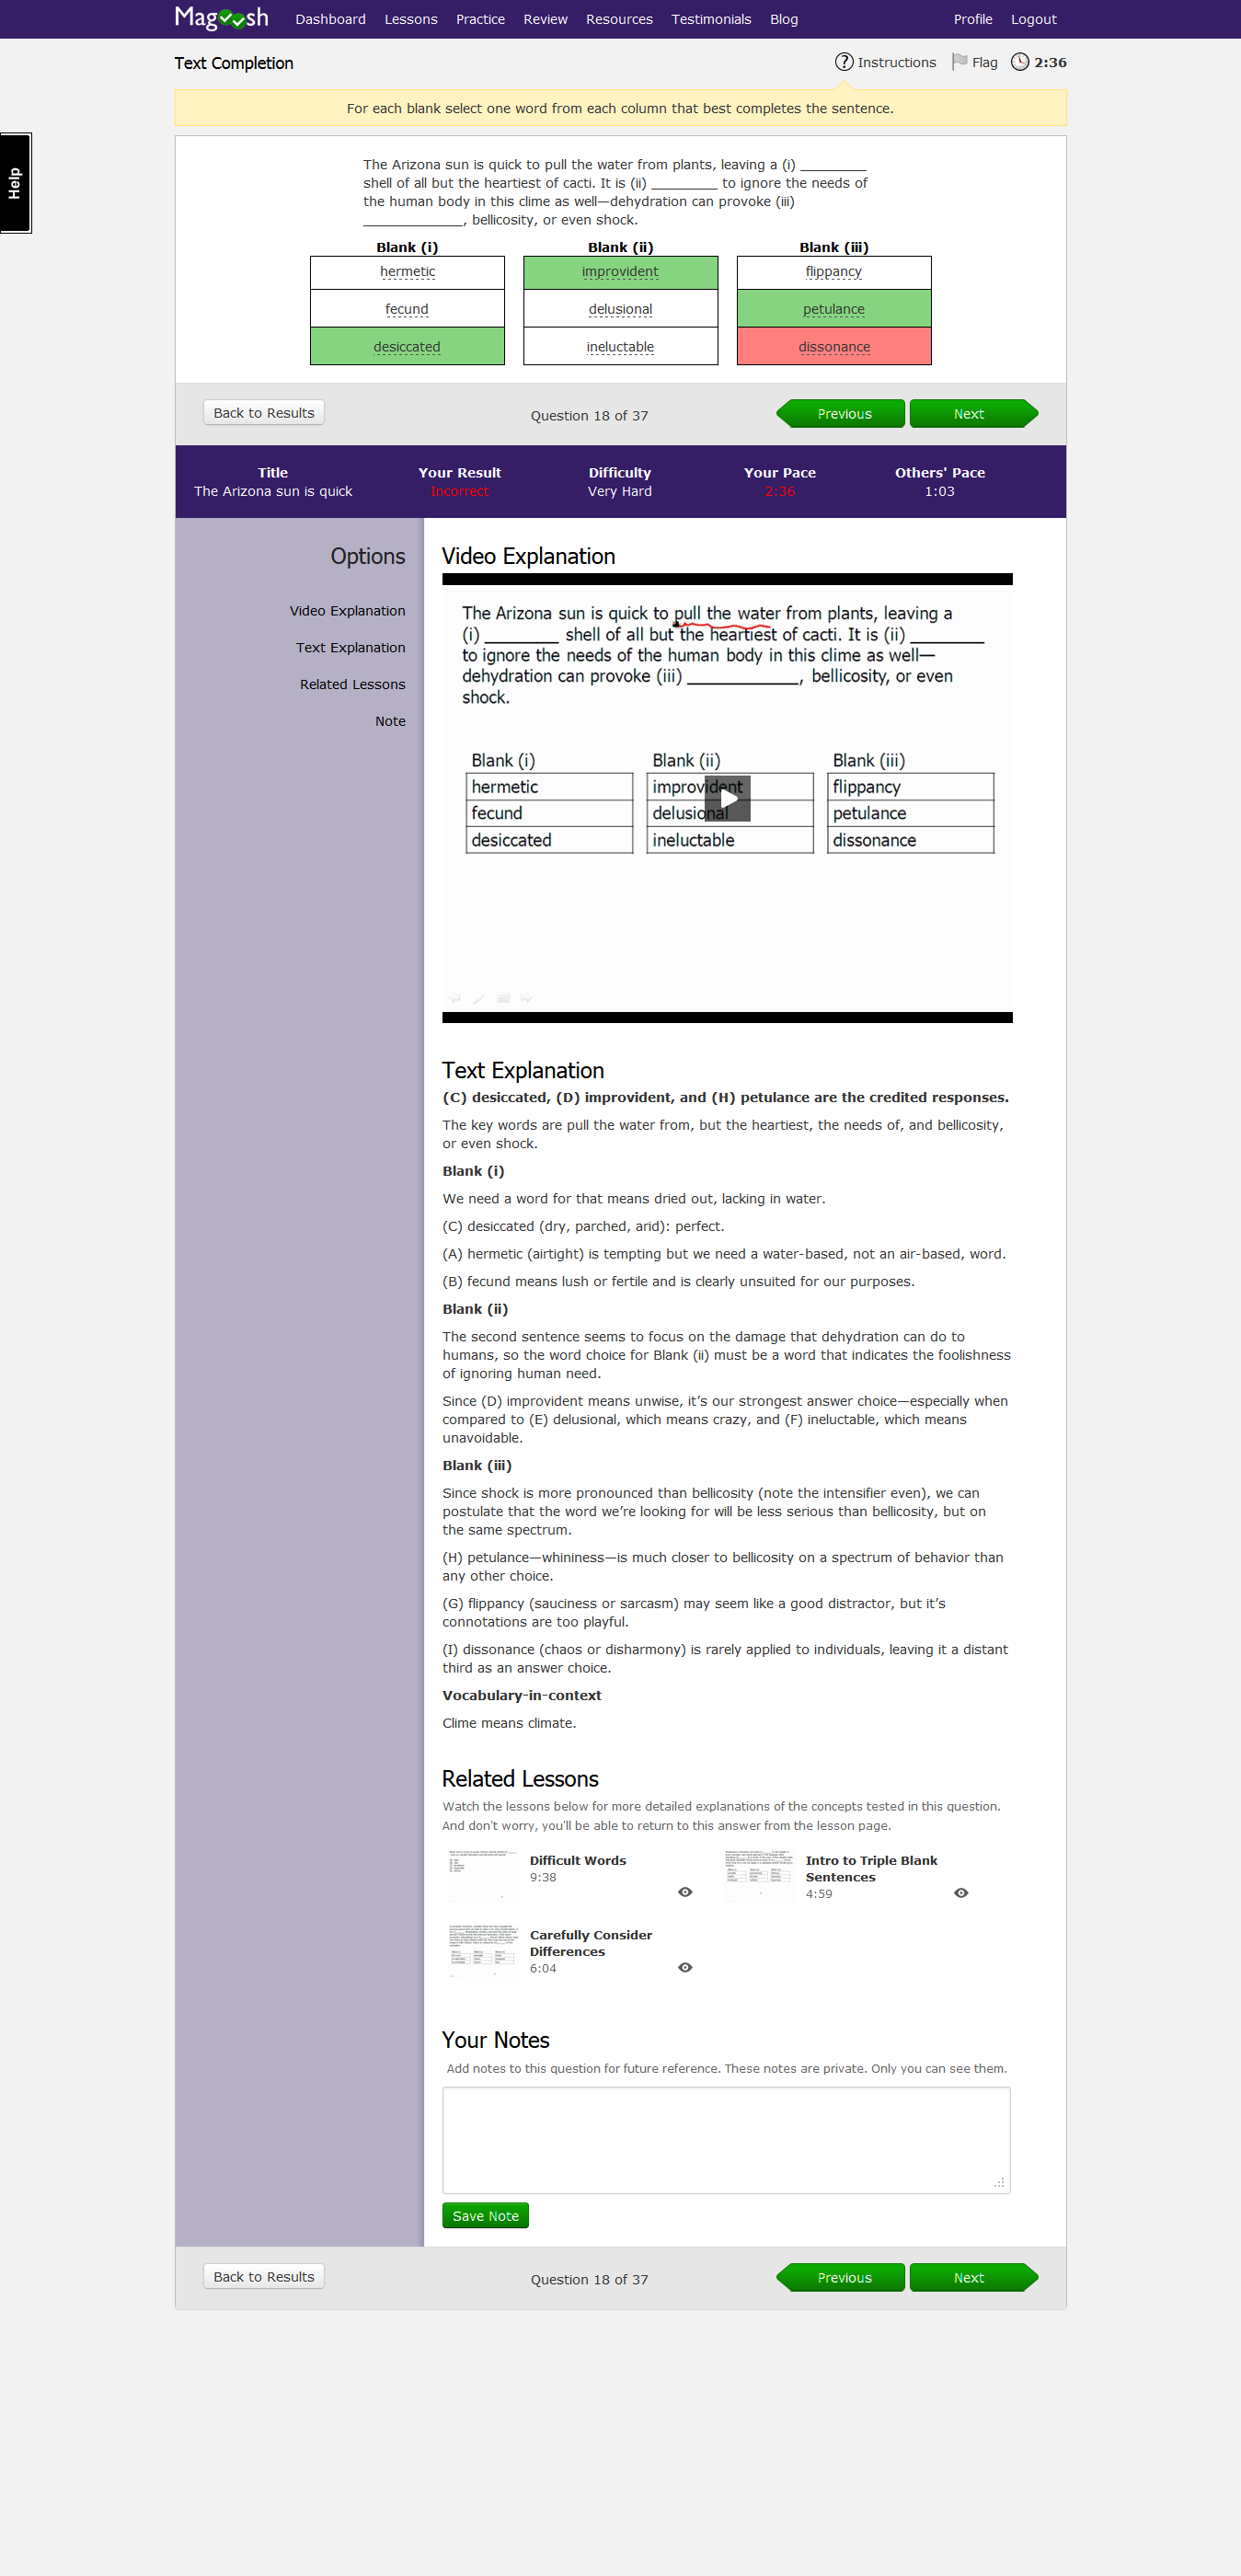 Magoosh Dashboard Lessons Practice Review Resources Testimonials Blog Profile Logout
Text Completion
Instructions Flag 2:36
For each blank select one word from each column that best completes the sentence.
Help
The Arizona sun is quick to pull the water from plants, leaving a (i) _________
shell of all but the heartiest of cacti. It is (ii) _________ to ignore the needs of
the human body in this clime as well—dehydration can provoke (iii)
______________, bellicosity, or even shock.
Blank (i) Blank (ii) Blank (iii)
hermetic improvident flippancy
fecund delusional petulance
desiccated ineluctable dissonance
Back to Results Question 18 of 37 Previous Next
Title Your Result Difficulty Your Pace Others' Pace
The Arizona sun is quick Incorrect Very Hard 2:36 1:03
Options
Video Explanation
Text Explanation
Related Lessons
Note
Video Explanation
The Arizona sun is quick to pull the water from plants, leaving a
(i) ________ shell of all but the heartiest of cacti. It is (ii) ________
to ignore the needs of the human body in this clime as well—
dehydration can provoke (iii) ____________, bellicosity, or even
shock.
Blank (i) Blank (ii) Blank (iii)
hermetic improvident flippancy
fecund delusional petulance
desiccated ineluctable dissonance
Text Explanation
(C) desiccated, (D) improvident, and (H) petulance are the credited responses.
The key words are pull the water from, but the heartiest, the needs of, and bellicosity,
or even shock.
Blank (i)
We need a word for that means dried out, lacking in water.
(C) desiccated (dry, parched, arid): perfect.
(A) hermetic (airtight) is tempting but we need a water-based, not an air-based, word.
(B) fecund means lush or fertile and is clearly unsuited for our purposes.
Blank (ii)
The second sentence seems to focus on the damage that dehydration can do to
humans, so the word choice for Blank (ii) must be a word that indicates the foolishness
of ignoring human need.
Since (D) improvident means unwise, it’s our strongest answer choice—especially when
compared to (E) delusional, which means crazy, and (F) ineluctable, which means
unavoidable.
Blank (iii)
Since shock is more pronounced than bellicosity (note the intensifier even), we can
postulate that the word we’re looking for will be less serious than bellicosity, but on
the same spectrum.
(H) petulance—whininess—is much closer to bellicosity on a spectrum of behavior than
any other choice.
(G) flippancy (sauciness or sarcasm) may seem like a good distractor, but it’s
connotations are too playful.
(I) dissonance (chaos or disharmony) is rarely applied to individuals, leaving it a distant
third as an answer choice.
Vocabulary-in-context
Clime means climate.
Related Lessons
Watch the lessons below for more detailed explanations of the concepts tested in this question.
And don't worry, you'll be able to return to this answer from the lesson page.
Difficult Words
9:38
Intro to Triple Blank
Sentences
4:59
Carefully Consider
Differences
6:04
Your Notes
Add notes to this question for future reference. These notes are private. Only you can see them.
Save Note
Back to Results Question 18 of 37 Previous Next